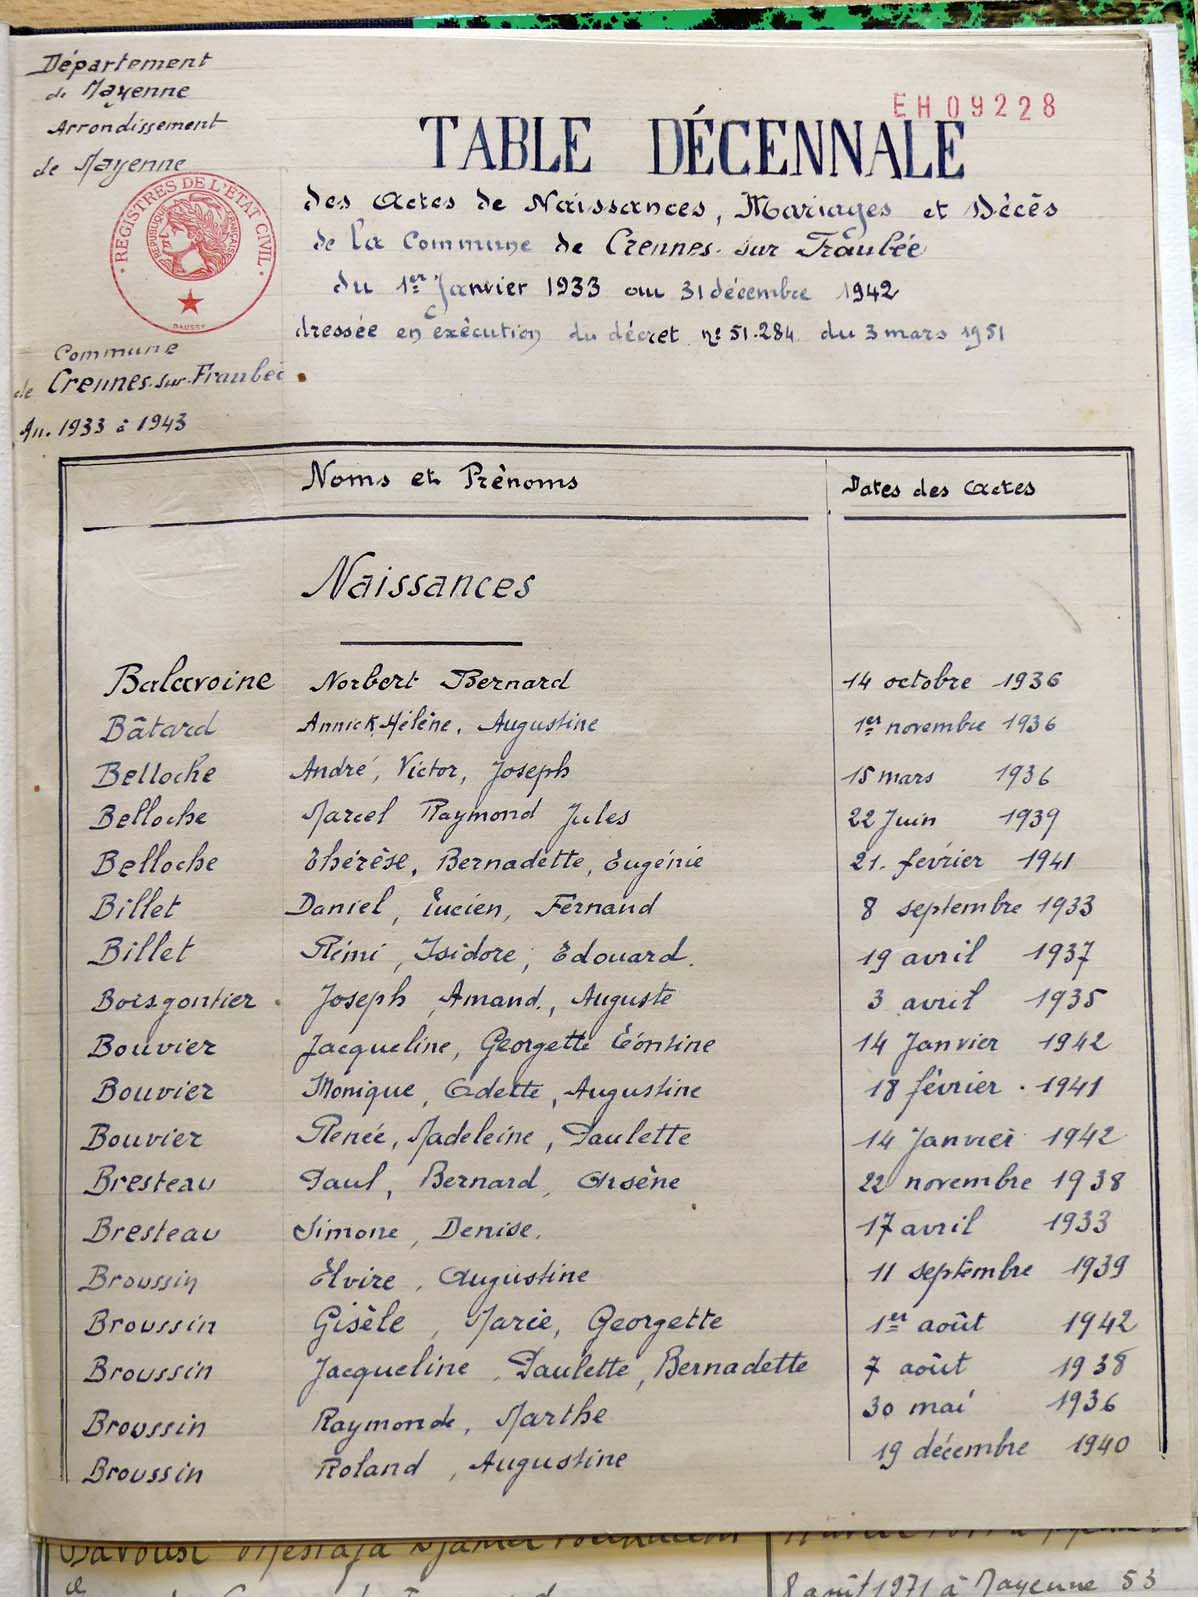 Département
de Mayenne
Arrondissement
de Mayenne
EH09228
TABLE DÉCENNALE
des Actes de Naissances, Mariages et Décès
de la Commune de Crennes-sur Fraubée
du 1er Janvier 1933 au 31 décembre 1942
dressée en exécution du décret n° 51.284 du 3 mars 1951
REGISTRES DE L'ÉTAT CIVIL
RÉPUBLIQUE FRANÇAISE
Commune
de Crennes-sur-Fraubée
An. 1933 à 1943
Noms et Prénoms Dates des Actes
Naissances
Balavoine Norbert Bernard 14 octobre 1936
Bâtard Annick, Hélène, Augustine 1er novembre 1936
Belloche André, Victor, Joseph 15 mars 1936
Belloche Marcel Raymond Jules 22 Juin 1939
Belloche Thérèse, Bernadette, Eugénie 21. février 1941
Billet Daniel, Lucien, Fernand 8 septembre 1933
Billet Rémi, Isidore, Edouard. 19 avril 1937
Boisgontier Joseph, Amand., Auguste 3 avril 1935
Bouvier Jacqueline, Georgette Léontine 14 Janvier 1942
Bouvier Monique, Odette, Augustine 18 février . 1941
Bouvier Renée, Madeleine, Paulette 14 Janvier 1942
Bresteau Paul, Bernard, Arsène 22 novembre 1938
Bresteau Simone, Denise. 17 avril 1933
Broussin Elvire, Augustine 11 septembre 1939
Broussin Gisèle, Marie, Georgette 1er août 1942
Broussin Jacqueline, Paulette, Bernadette 7 août 1938
Broussin Raymonde, Marthe 30 mai 1936
Broussin Roland, Augustine 19 décembre 1940
8 août 1971 à Mayenne 53